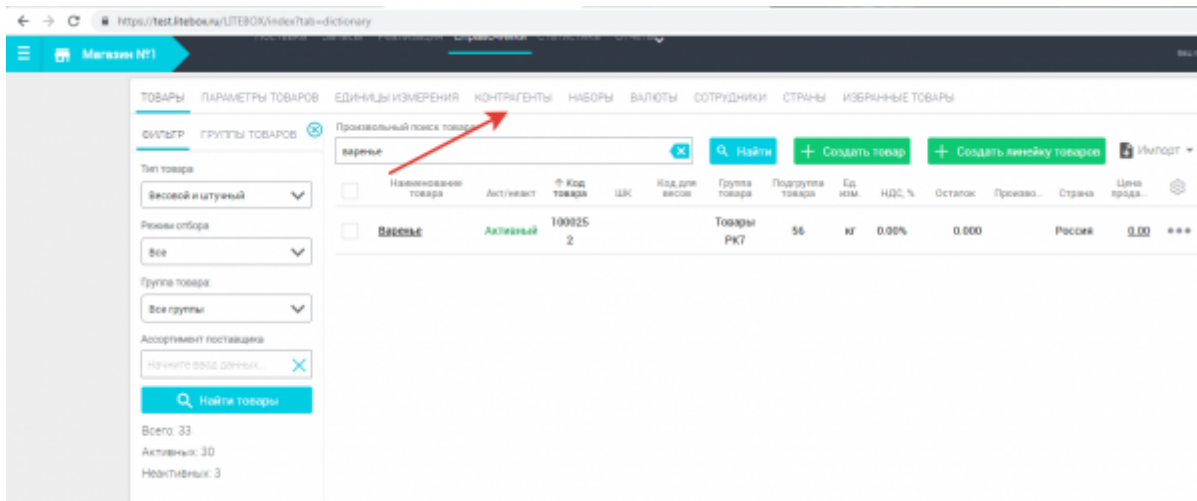 https://test.litebox.ru/LITEBOX/index?tab=dictionary
Магазин №1
ТОВАРЫ ПАРАМЕТРЫ ТОВАРОВ ЕДИНИЦЫ ИЗМЕРЕНИЯ КОНТРАГЕНТЫ НАБОРЫ ВАЛЮТЫ СОТРУДНИКИ СТРАНЫ ИЗБРАННЫЕ ТОВАРЫ
ФИЛЬТР ГРУППЫ ТОВАРОВ
Произвольный поиск товара
варенье
Найти
Создать товар
Создать линейку товаров
Импорт
Тип товара
Весовой и штучный
Режим отбора
Все
Группа товара:
Все группы
Ассортимент поставщика
Начните ввод данных...
Найти товары
Всего: 33
Активных: 30
Неактивных: 3
Наименование товара Акт/неакт Код товара ШК Код для весов Группа товара Подгруппа товара Ед. изм. НДС, % Остаток Произво... Страна Цена прода...
Варенье Активный 1000252 Товары РК7 56 кг 0.00% 0.000 Россия 0.00